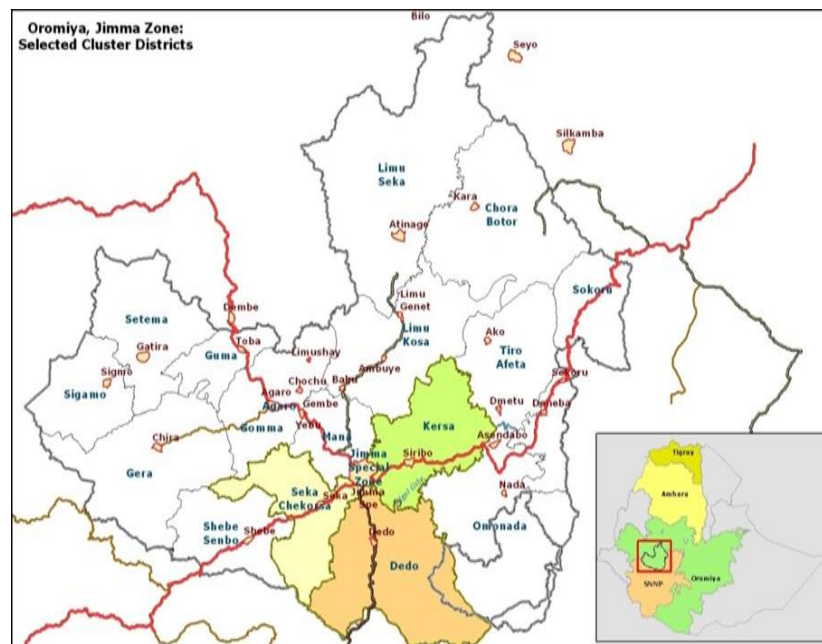 Oromiya, Jimma Zone:
Selected Cluster Districts
Bilo
Seyo
Silkamba
Limu
Seka
Kara
Chora
Botor
Atinago
Sokoru
Limu
Genet
Setema
Dembe
Limu
Kosa
Gatira
Guma
Toba
Limushay
Ako
Tiro
Afeta
Sigmo
Sigamo
Ambuye
Sekoru
Chochu
Babu
Agaro
Agaro
Gembe
Dmetu
Deneba
Gomma
Yebu
Mana
Kersa
Chira
Asendabo
Gera
Jimma
Special
Zone
Siribo
Seka
Chekorsa
Seka
Jimma
Spe
Nada
Shebe
Senbo
Shebe
Dedo
Omonada
Dedo
Tigray
Amhara
Oromiya
SNNP